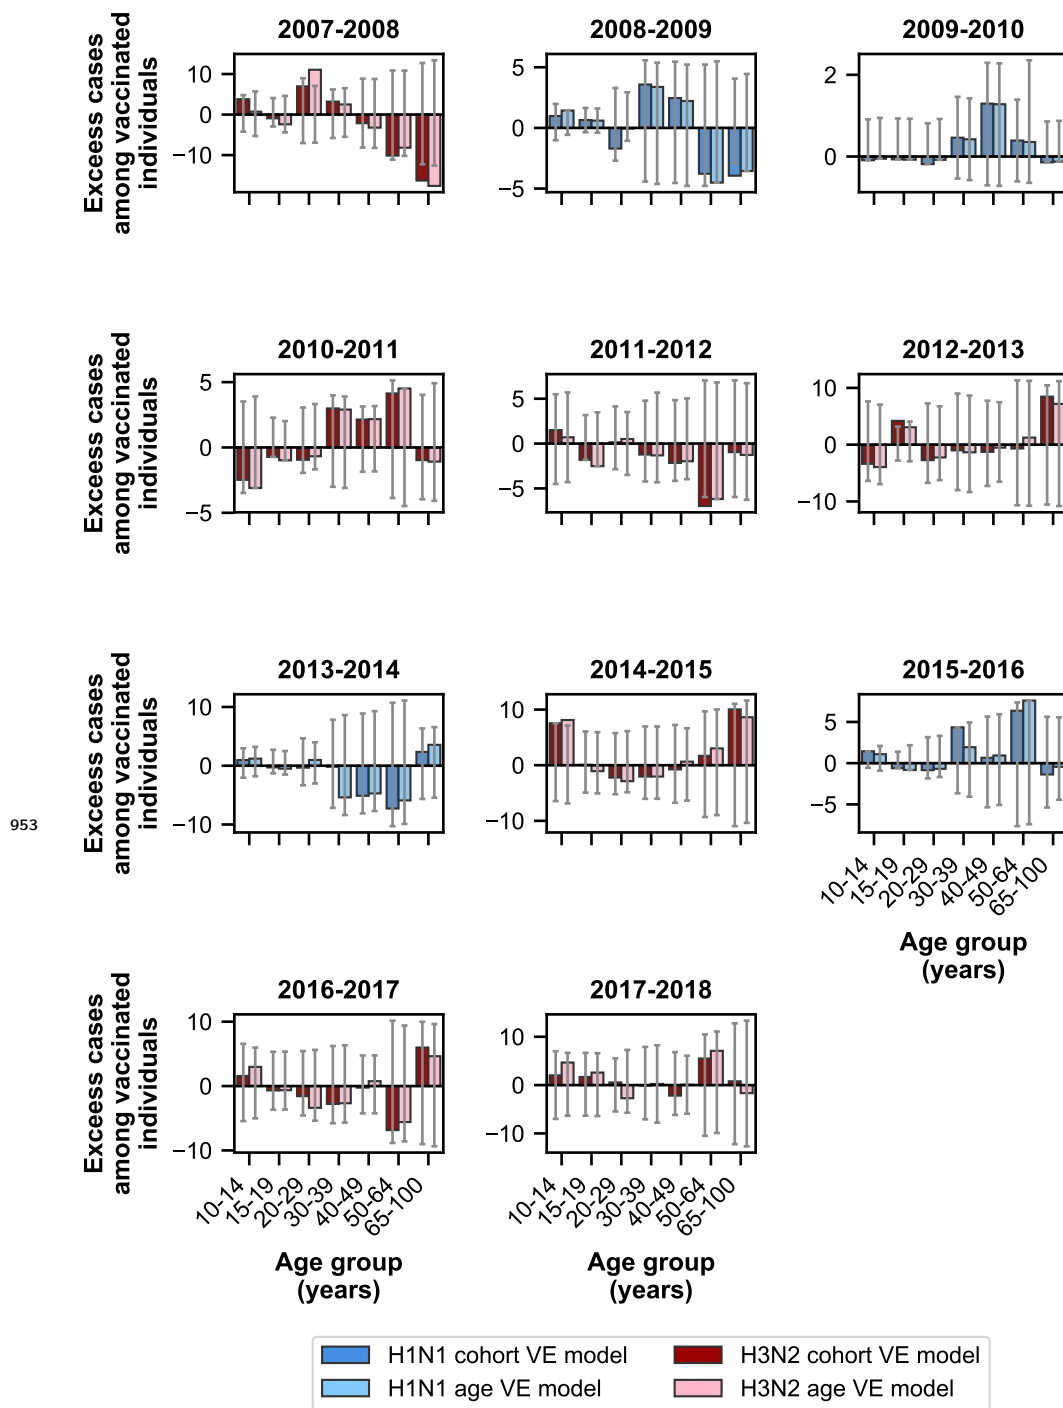 2007-2008
2008-2009
2009-2010
Exceess cases
among vaccinated
individuals
10
0
−10
5
0
−5
2
0
2010-2011
2011-2012
2012-2013
Exceess cases
among vaccinated
individuals
5
0
−5
5
0
−5
10
0
−10
2013-2014
2014-2015
2015-2016
Exceess cases
among vaccinated
individuals
10
0
−10
10
0
−10
5
0
−5
953
10-14
15-19
20-29
30-39
40-49
50-64
65-100
Age group
(years)
2016-2017
2017-2018
Exceess cases
among vaccinated
individuals
10
0
−10
10
0
−10
10-14
15-19
20-29
30-39
40-49
50-64
65-100
10-14
15-19
20-29
30-39
40-49
50-64
65-100
Age group
(years)
Age group
(years)
H1N1 cohort VE model
H3N2 cohort VE model
H1N1 age VE model
H3N2 age VE model